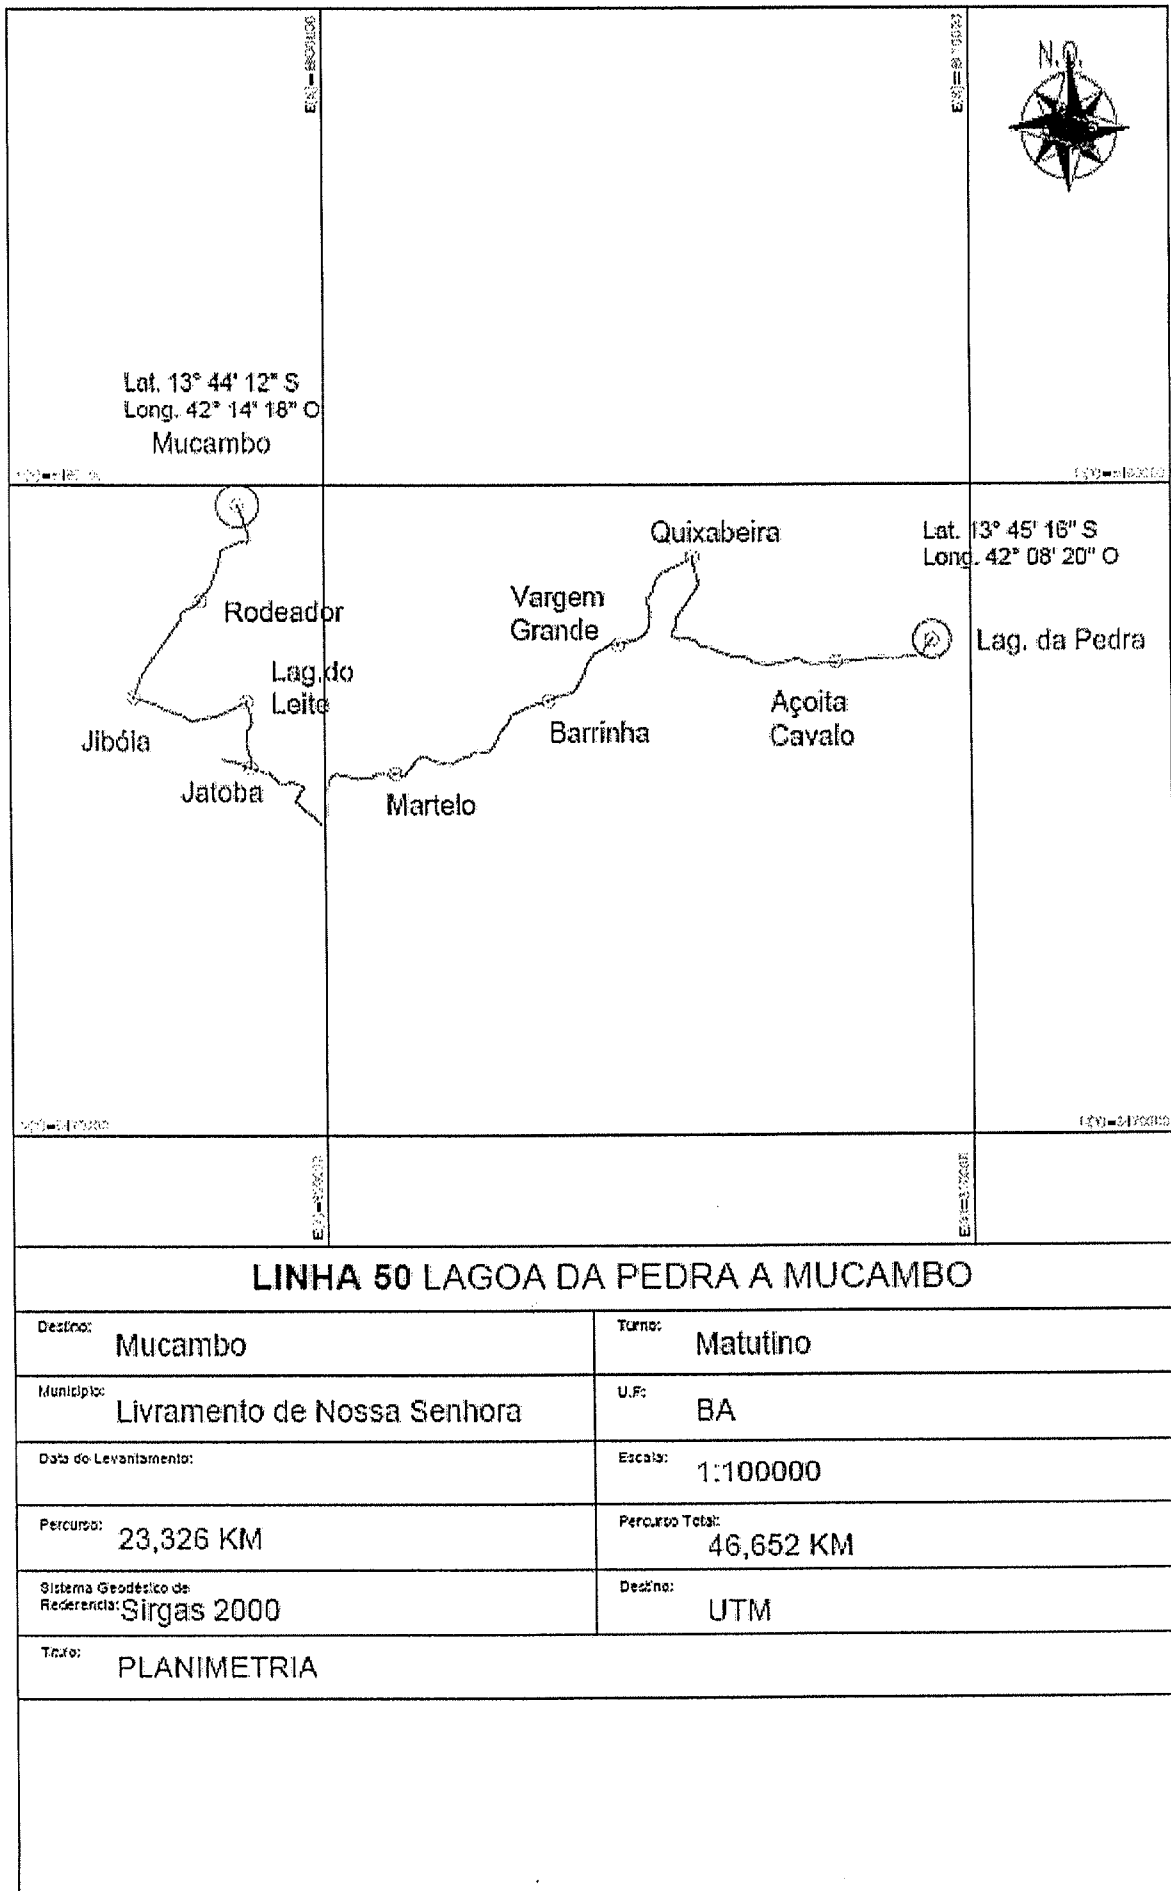 N.Q.
Lat. 13° 44' 12" S
Long. 42° 14' 18" O
Mucambo
Quixabeira
Lat. 13° 45' 16" S
Long. 42° 08' 20" O
Vargem
Grande
Rodeador
Lag. da Pedra
Lag.do
Leite
Açoita
Cavalo
Barrinha
Jibóia
Jatoba
Martelo
LINHA 50 LAGOA DA PEDRA A MUCAMBO
Destino: Mucambo
Turno: Matutino
Município: Livramento de Nossa Senhora
U.F: BA
Data do Levantamento:
Escala: 1:100000
Percurso: 23,326 KM
Percurso Total: 46,652 KM
Sistema Geodésico de
Rederencia: Sirgas 2000
Destino: UTM
Titulo: PLANIMETRIA